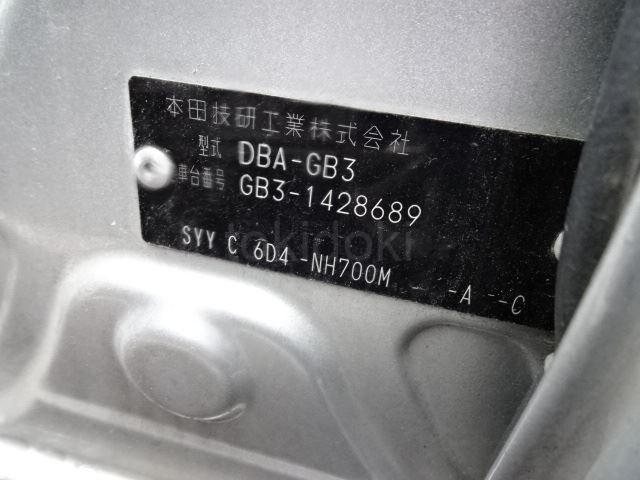 本田技研工業株式会社
型式 DBA-GB3
車台番号 GB3-1428689
SYY C 6D4 -NH700M - -A --C
rokidoki